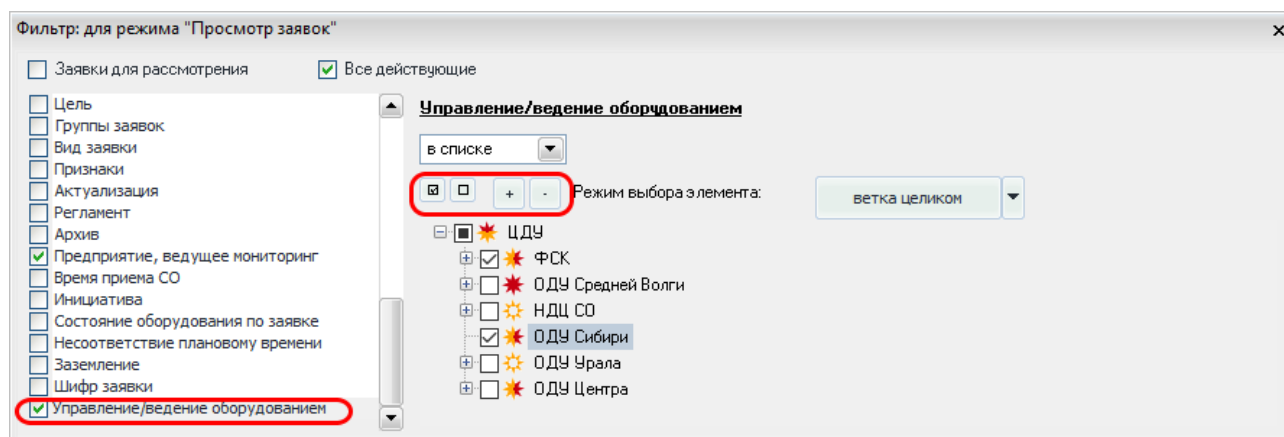 Фильтр: для режима "Просмотр заявок"
Заявки для рассмотрения
Все действующие
Цель
Группы заявок
Вид заявки
Признаки
Актуализация
Регламент
Архив
Предприятие, ведущее мониторинг
Время приема СО
Инициатива
Состояние оборудования по заявке
Несоответствие плановому времени
Заземление
Шифр заявки
Управление/ведение оборудованием
Управление/ведение оборудованием
в списке
+ -
Режим выбора элемента:
ветка целиком
ЦДУ
ФСК
ОДУ Средней Волги
НДЦ СО
ОДУ Сибири
ОДУ Урала
ОДУ Центра